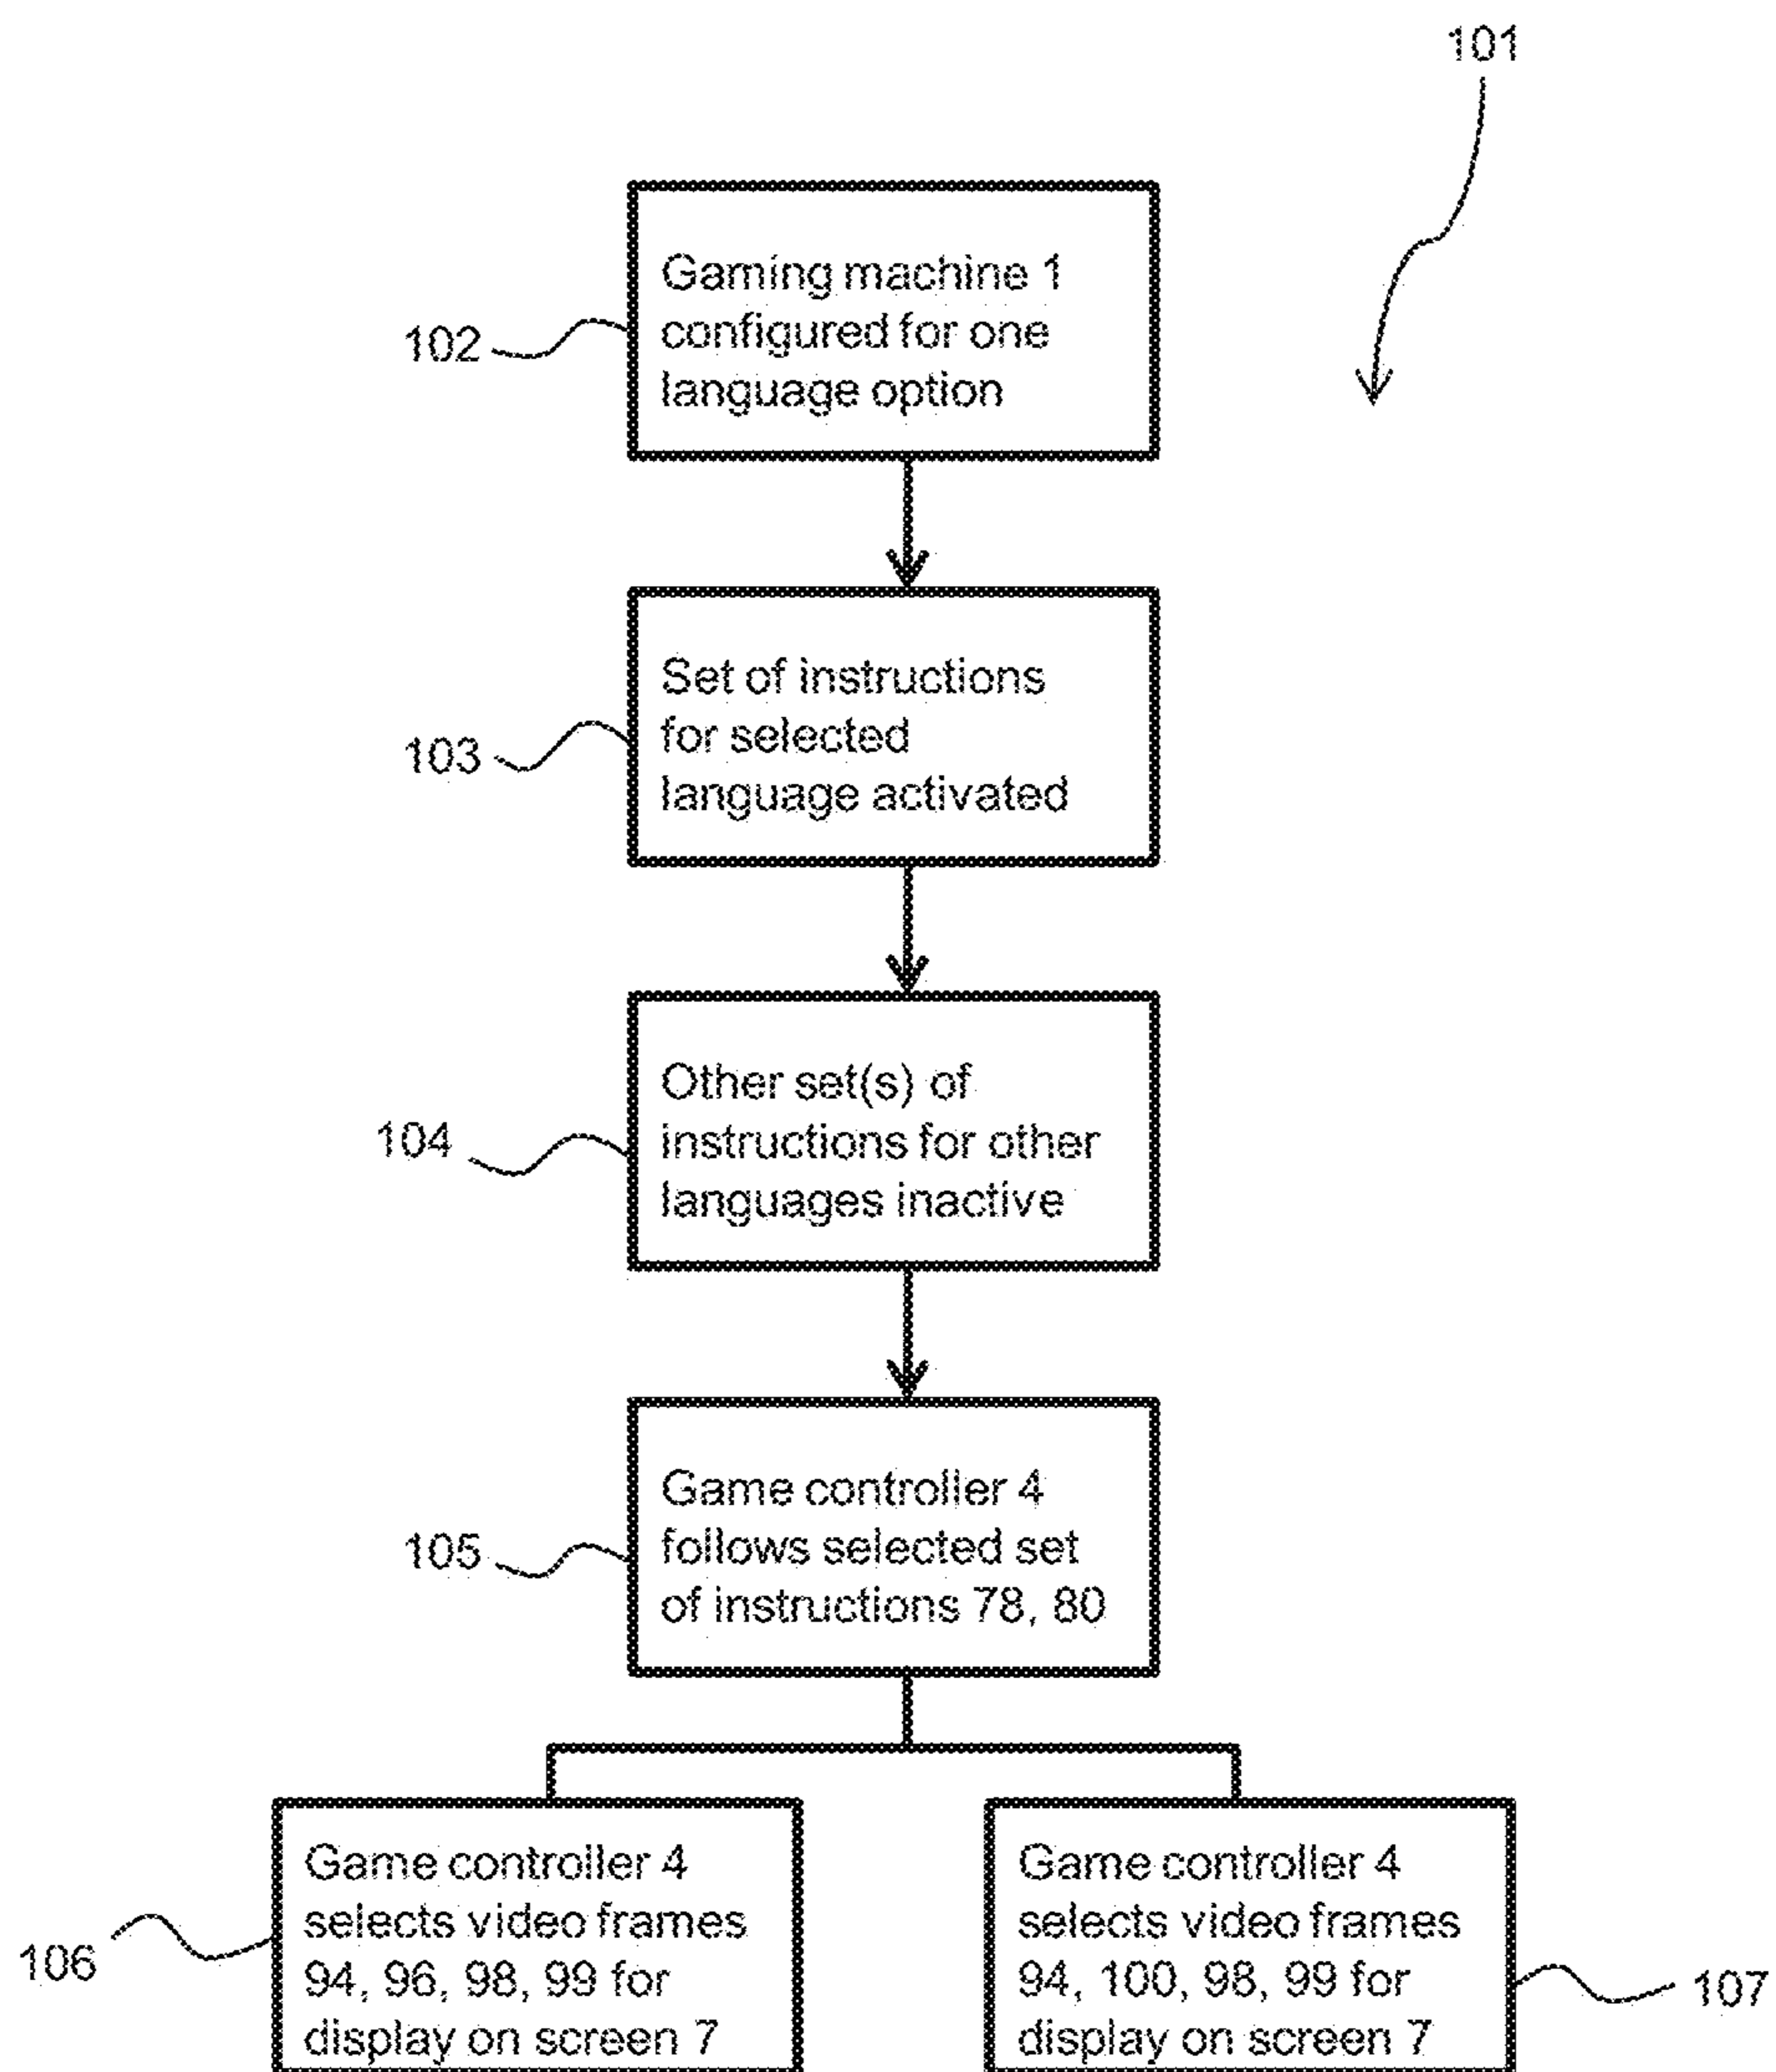 101
Gaming machine 1
configured for one
language option
102
Set of instructions
for selected
language activated
103
Other set(s) of
instructions for other
languages inactive
104
Game controller 4
follows selected set
of instructions 78, 80
105
Game controller 4
selects video frames
94, 96, 98, 99 for
display on screen 7
106
Game controller 4
selects video frames
94, 100, 98, 99 for
display on screen 7
107